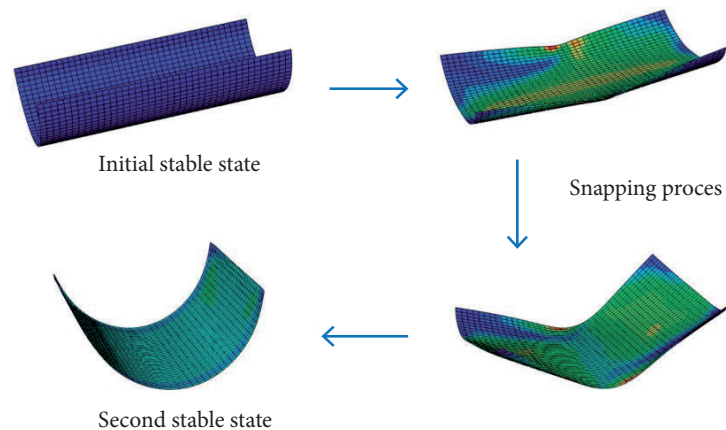 Initial stable state
Snapping proces
Second stable state